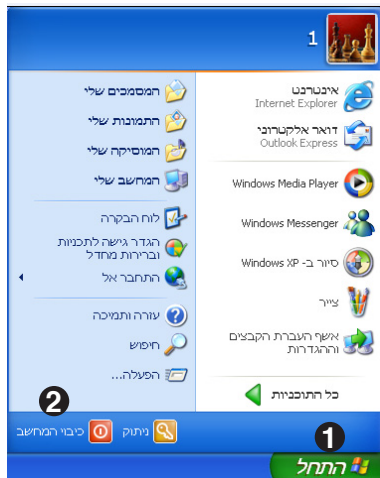 1
אינטרנט
Internet Explorer
דואר אלקטרוני
Outlook Express
Windows Media Player
Windows Messenger
סיור ב- Windows XP
צייר
אשף העברת הקבצים
וההגדרות
כל התוכניות
המסמכים שלי
התמונות שלי
המוסיקה שלי
המחשב שלי
לוח הבקרה
הגדר גישה לתכניות
וברירות מחדל
התחבר אל
עזרה ותמיכה
חיפוש
הפעלה...
2
ניתוק
כיבוי המחשב
1
התחל